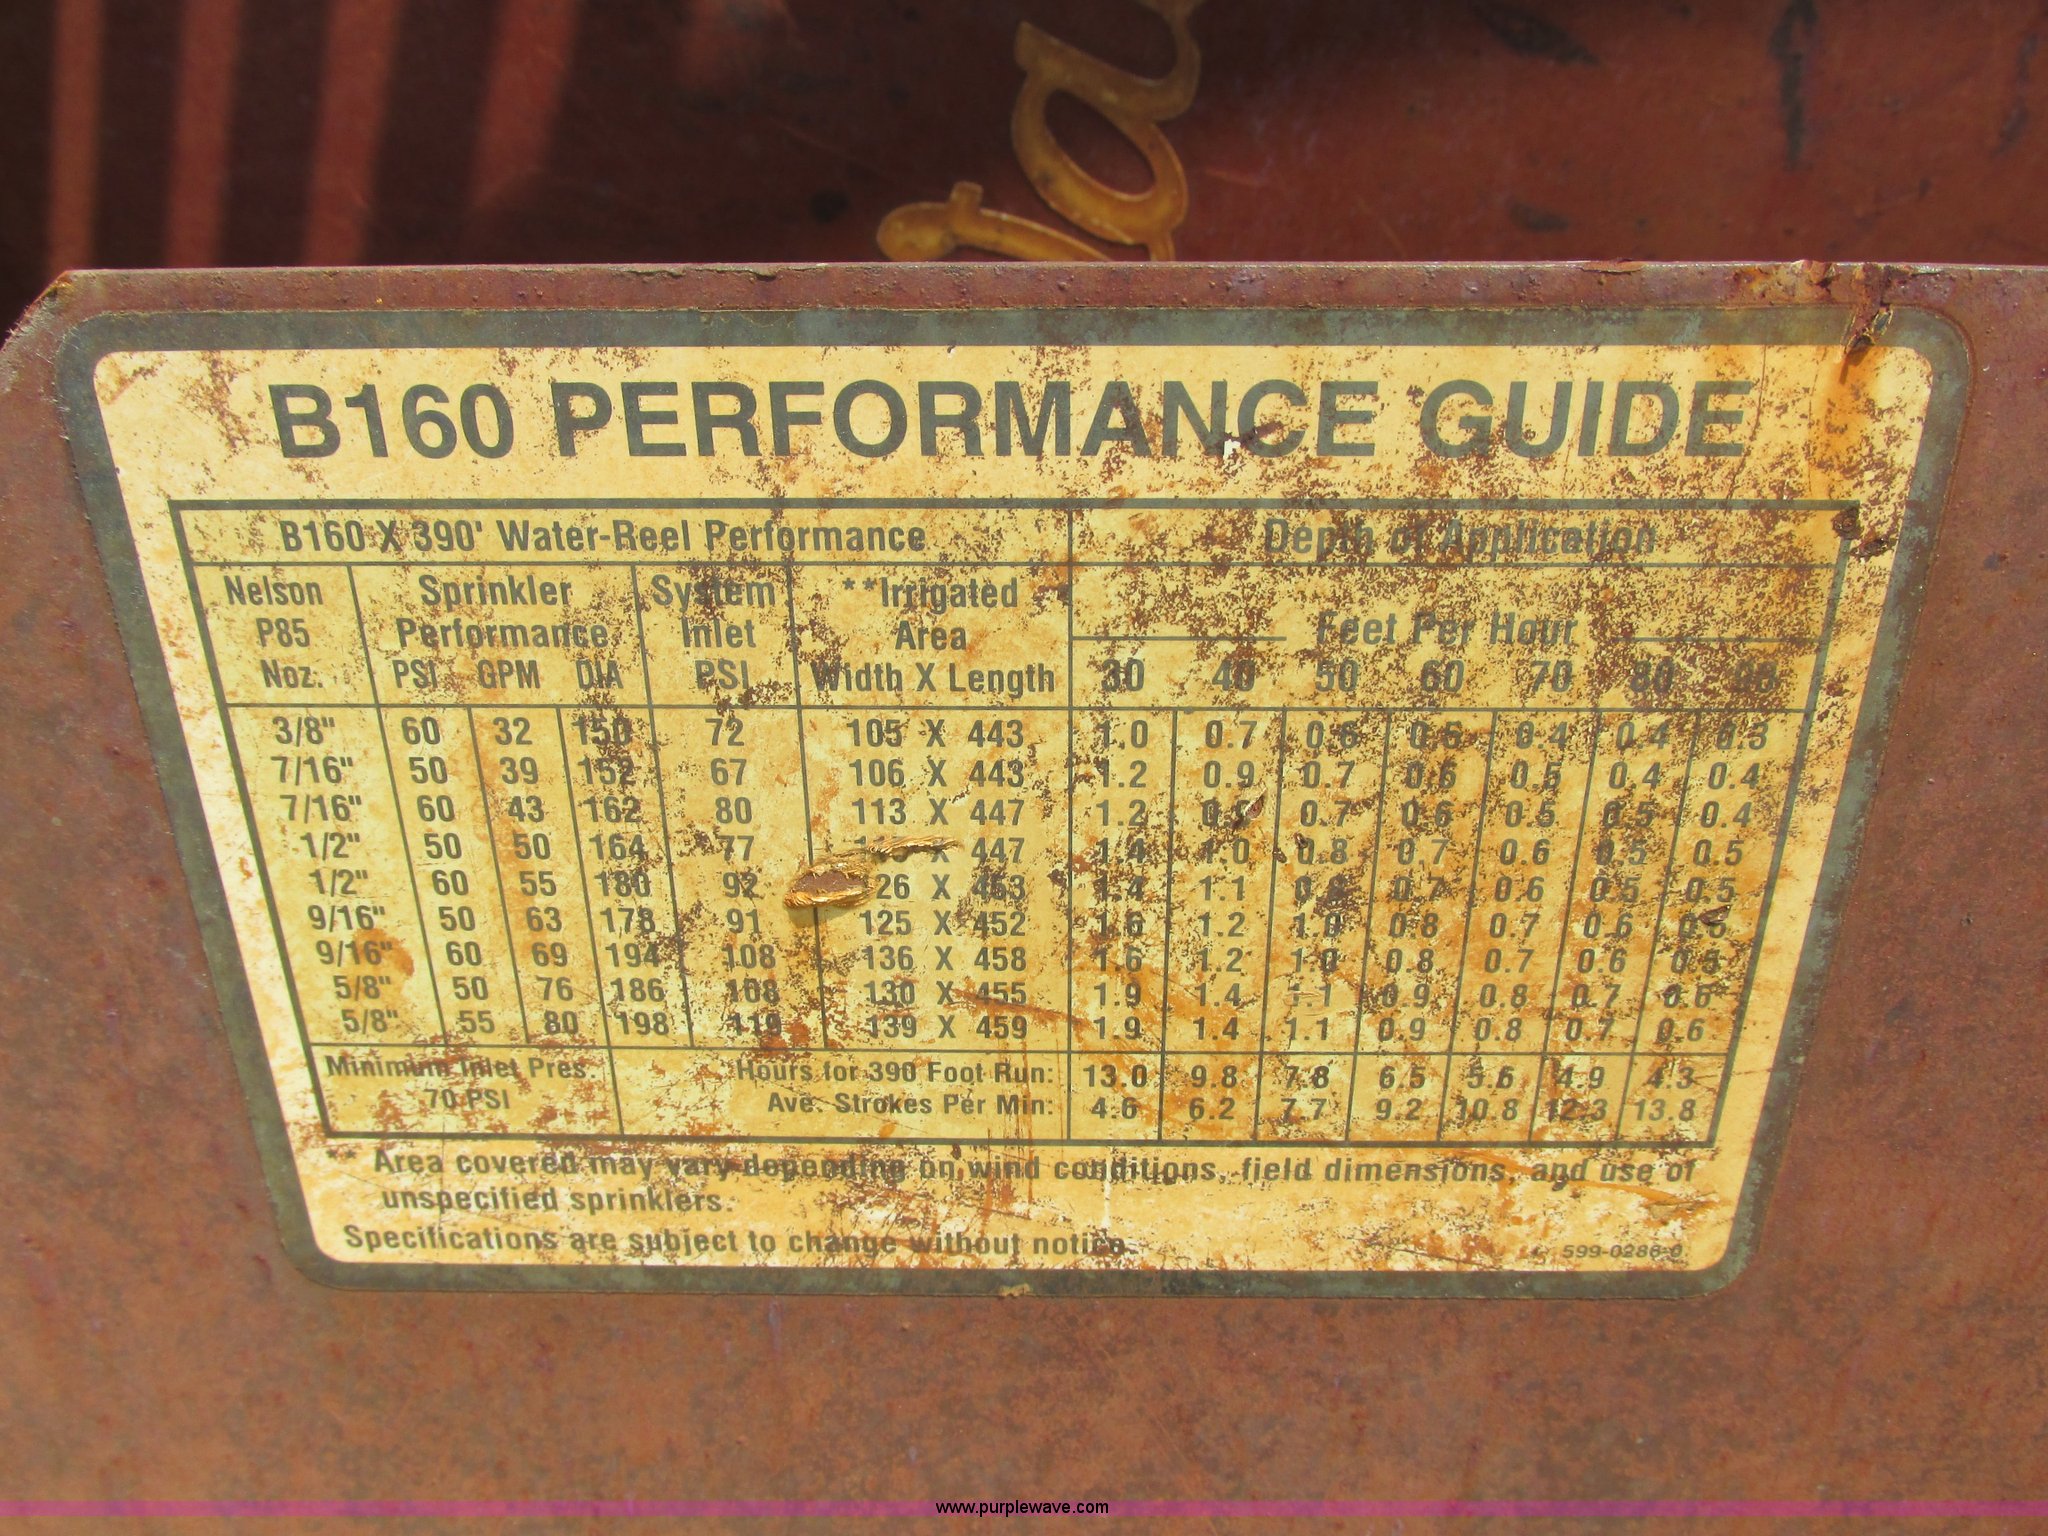 B160 PERFORMANCE GUIDE
B160 X 390' Water-Reel Performance Depth of Application
Nelson Sprinkler System **Irrigated
P85 Performance Inlet Area Feet Per Hour
Noz. PSI GPM DIA PSI Width X Length 30 40 50 60 70 80
3/8" 60 32 150 72 105 X 443 1.0 0.7 0.6 0.5 0.4 0.4 0.3
7/16" 50 39 152 67 106 X 443 1.2 0.9 0.7 0.6 0.5 0.4 0.4
7/16" 60 43 162 80 113 X 447 1.2 0.9 0.7 0.6 0.5 0.5 0.4
1/2" 50 50 164 77 X 447 1.4 1.0 0.8 0.7 0.6 0.5 0.5
1/2" 60 55 180 92 X 453 1.4 1.1 0.7 0.6 0.5 0.5
9/16" 50 63 178 91 125 X 452 1.6 1.2 1.0 0.8 0.7 0.6
9/16" 60 69 194 108 136 X 458 1.6 1.2 1.0 0.8 0.7 0.6 0.5
5/8" 50 76 186 108 130 X 455 1.9 1.4 1.1 0.9 0.8 0.7 0.6
5/8" 55 80 198 119 139 X 459 1.9 1.4 1.1 0.9 0.8 0.7 0.6
Minimum Inlet Pres. Hours for 390 Foot Run: 13.0 9.8 7.8 6.5 5.6 4.9 4.3
70 PSI Ave. Strokes Per Min: 4.6 6.2 7.7 9.2 10.8 12.3 13.8
** Area covered may vary depending on wind conditions, field dimensions, and use of
unspecified sprinklers.
Specifications are subject to change without notice.
599-0286-0
www.purplewave.com